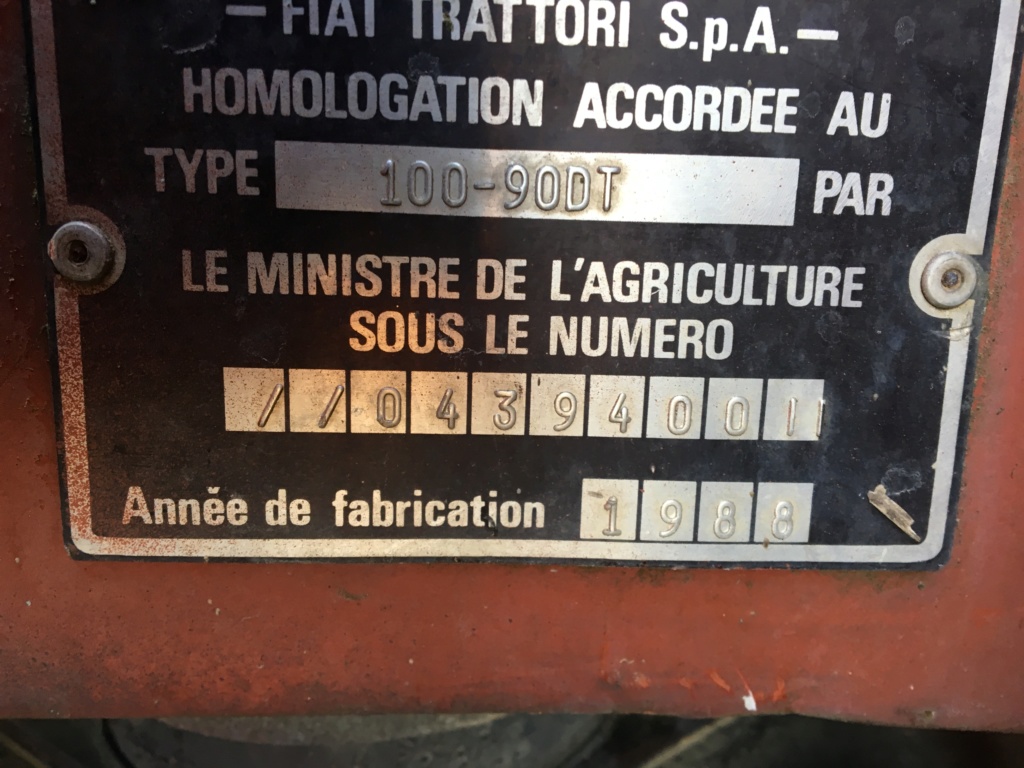 — FIAT TRATTORI S.p.A. —
HOMOLOGATION ACCORDEE AU
TYPE 100-90DT PAR
LE MINISTRE DE L'AGRICULTURE
SOUS LE NUMERO
//0439400||
Année de fabrication 1988